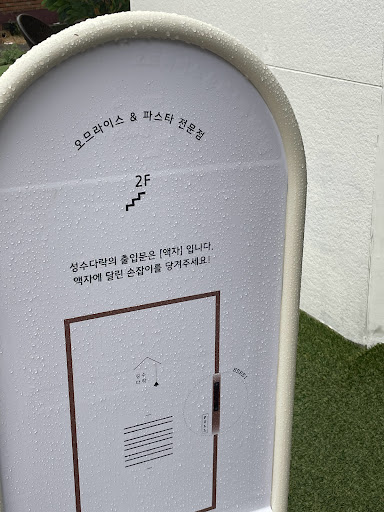 오므라이스 & 파스타 전문점
2F
성수다락의 출입문은 [액자] 입니다.
액자에 달린 손잡이를 당겨주세요!
성수
다락